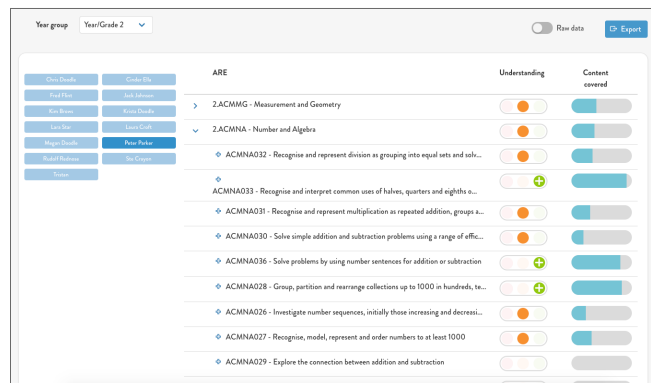 Year group
Year/Grade 2
Raw data
Export
ARE
Understanding
Content covered
Chris Doodle
Cedar Elle
Fred Flint
Jack Johnson
Ken Bruns
Krista Doodle
Lara Star
Laura Croft
Megan Doodle
Peter Parker
Rudolf Rednose
Sia Crayon
Tristan
2.ACMMG - Measurement and Geometry
2.ACMNA - Number and Algebra
ACMNA032 - Recognise and represent division as grouping into equal sets and solv...
ACMNA033 - Recognise and interpret common uses of halves, quarters and eighths o...
ACMNA031 - Recognise and represent multiplication as repeated addition, groups a...
ACMNA030 - Solve simple addition and subtraction problems using a range of effic...
ACMNA036 - Solve problems by using number sentences for addition or subtraction
ACMNA028 - Group, partition and rearrange collections up to 1000 in hundreds, te...
ACMNA026 - Investigate number sequences, initially those increasing and decreasi...
ACMNA027 - Recognise, model, represent and order numbers to at least 1000
ACMNA029 - Explore the connection between addition and subtraction